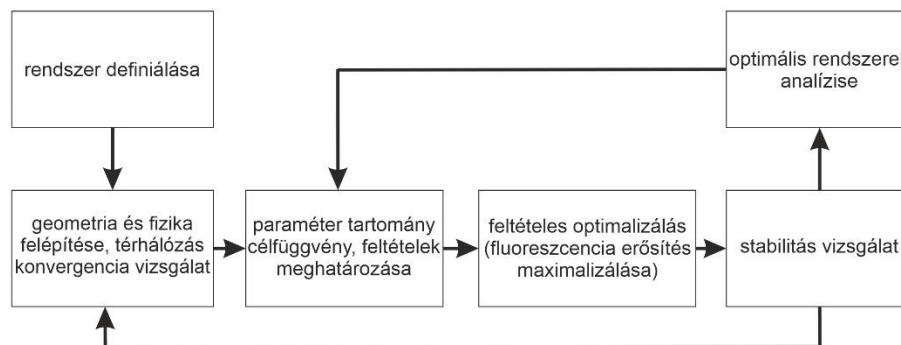 rendszer definiálása
optimális rendszerek
analízise
geometria és fizika
felépítése, térhálózás
konvergencia vizsgálat
paraméter tartomány
célfüggvény, feltételek
meghatározása
feltételes optimalizálás
(fluoreszcencia erősítés
maximalizálása)
stabilitás vizsgálat